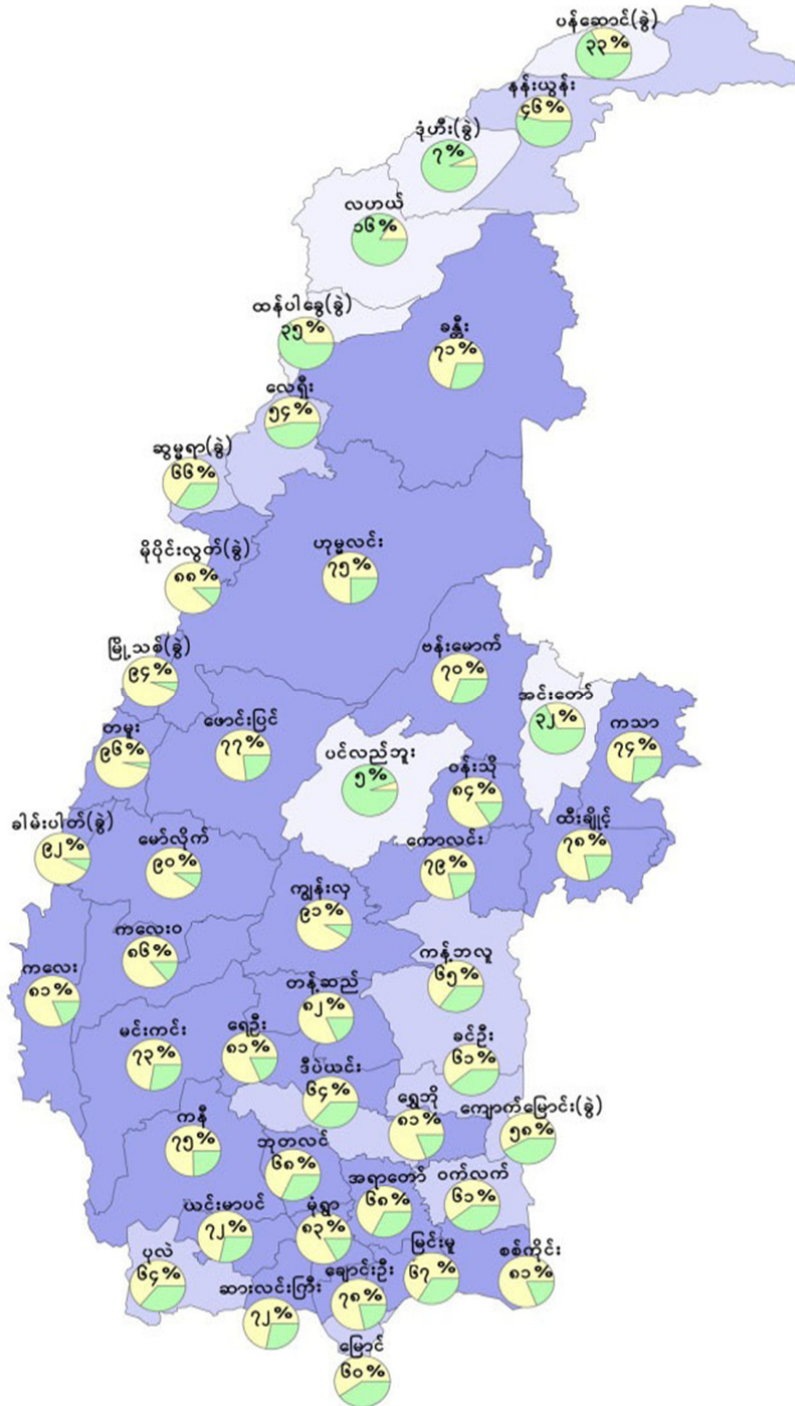 ပန်ဆောင်(ခွဲ)
၃၃%
နန်းယွန်း
၄၆%
ဒုံဟီး(ခွဲ)
၇%
လဟယ်
၁၆%
ထန်ပါခွေ(ခွဲ)
၃၅%
ခန္တီး
၇၁%
လေရှီး
၅၄%
ဆွမ္မရာ(ခွဲ)
၆၆%
မိုပိုင်းလွတ်(ခွဲ)
၈၈%
ဟုမ္မလင်း
၇၅%
မြို့သစ်(ခွဲ)
၉၄%
ဗန်းမောက်
၇၀%
အင်းတော်
၃၂%
ကသာ
၇၄%
တမူး
၉၆%
ဖောင်းပြင်
၇၇%
ပင်လည်ဘူး
၅%
ဝန်းသို
၈၄%
ခါမ်းပါတ်(ခွဲ)
၉၂%
မော်လိုက်
၉၀%
ကောလင်း
၇၉%
ထီးချိုင့်
၇၈%
ကျွန်းလှ
၉၁%
ကလေး
၈၁%
ကလေးဝ
၈၆%
ကန့်ဘလူ
၆၅%
တန့်ဆည်
၈၂%
မင်းကင်း
၇၃%
ရေဦး
၈၁%
ခင်ဦး
၆၁%
ဒီပဲယင်း
၆၄%
ရွှေဘို
၈၁%
ကျောက်မြောင်း(ခွဲ)
၅၈%
ကနီ
၇၅%
ဘုတလင်
၆၈%
အရာတော်
၆၈%
ဝက်လက်
၆၁%
ယင်းမာပင်
၇၂%
မုံရွာ
၈၃%
ပုလဲ
၆၄%
မြင်းမူ
၆၇%
စစ်ကိုင်း
၈၁%
ဆားလင်းကြီး
၇၂%
ချောင်းဦး
၇၈%
မြောင်
၆၀%